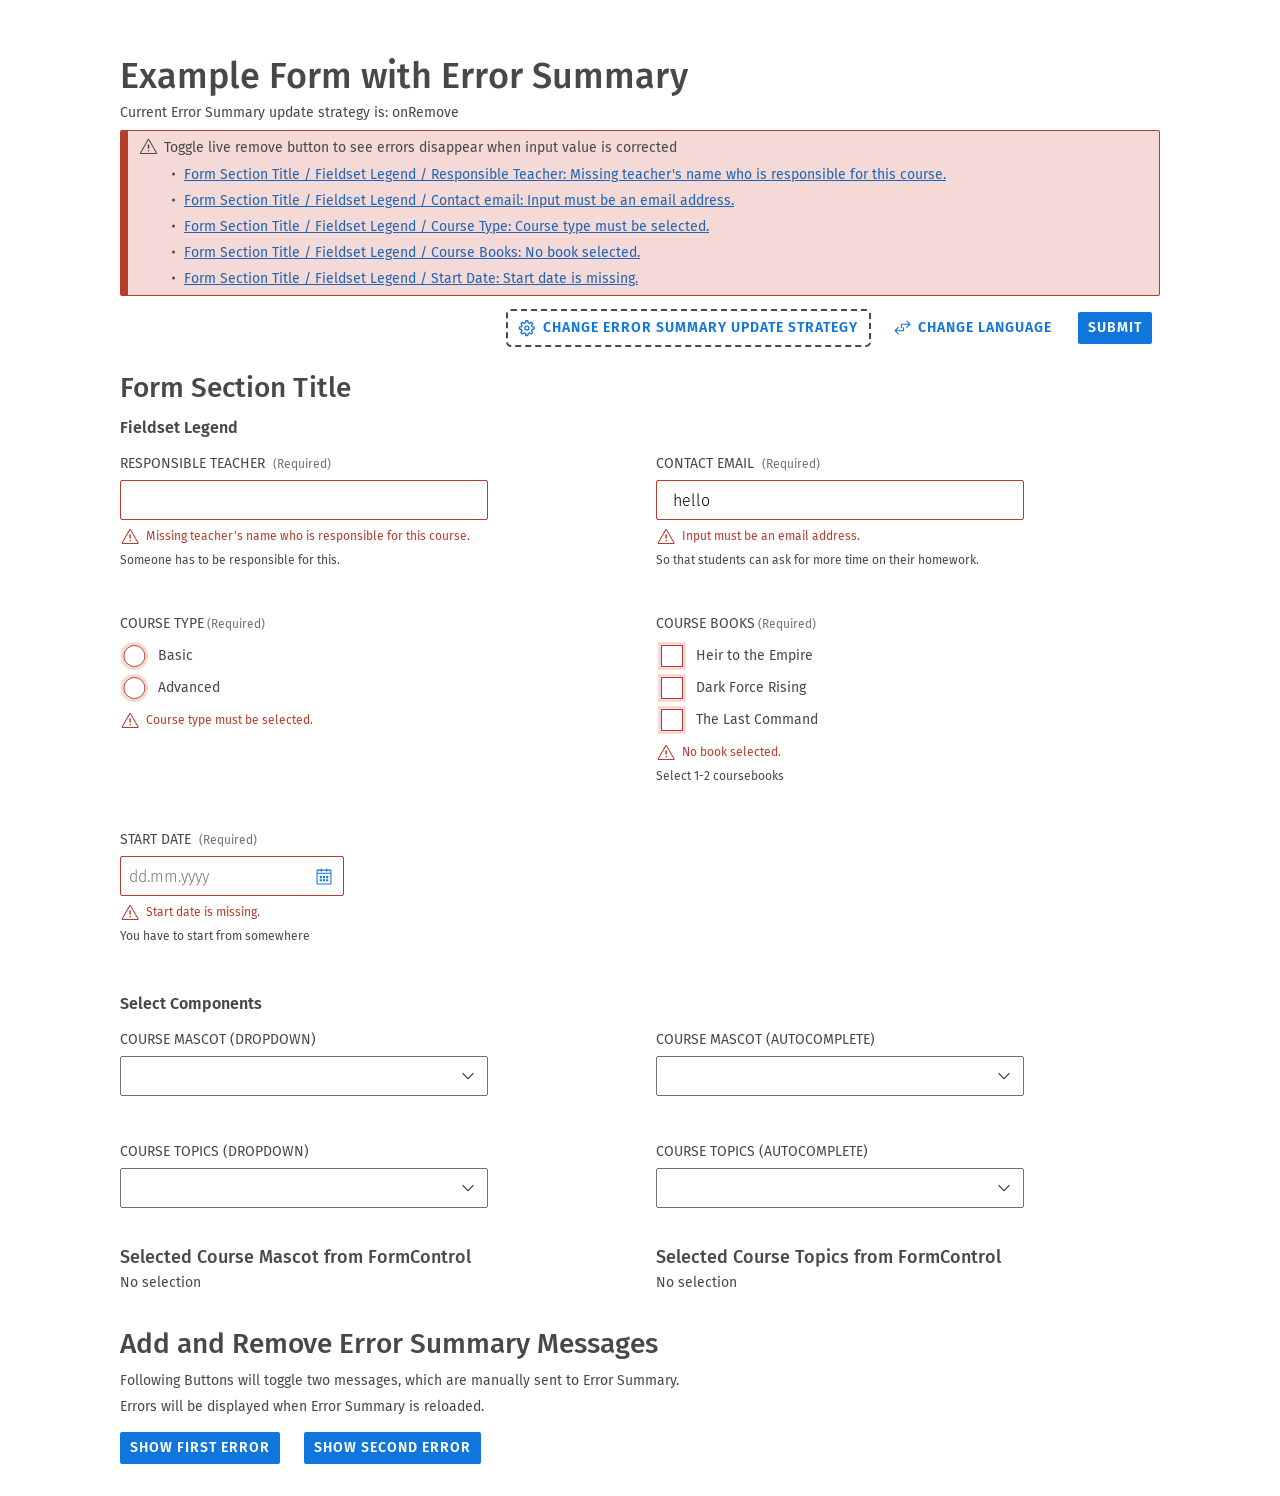 Example Form with Error Summary
Current Error Summary update strategy is: onRemove
Toggle live remove button to see errors disappear when input value is corrected
• Form Section Title / Fieldset Legend / Responsible Teacher: Missing teacher's name who is responsible for this course.
• Form Section Title / Fieldset Legend / Contact email: Input must be an email address.
• Form Section Title / Fieldset Legend / Course Type: Course type must be selected.
• Form Section Title / Fieldset Legend / Course Books: No book selected.
• Form Section Title / Fieldset Legend / Start Date: Start date is missing.
CHANGE ERROR SUMMARY UPDATE STRATEGY CHANGE LANGUAGE SUBMIT
Form Section Title
Fieldset Legend
RESPONSIBLE TEACHER (Required)
Missing teacher's name who is responsible for this course.
Someone has to be responsible for this.
CONTACT EMAIL (Required)
hello
Input must be an email address.
So that students can ask for more time on their homework.
COURSE TYPE (Required)
Basic
Advanced
Course type must be selected.
COURSE BOOKS (Required)
Heir to the Empire
Dark Force Rising
The Last Command
No book selected.
Select 1-2 coursebooks
START DATE (Required)
dd.mm.yyyy
Start date is missing.
You have to start from somewhere
Select Components
COURSE MASCOT (DROPDOWN)
COURSE MASCOT (AUTOCOMPLETE)
COURSE TOPICS (DROPDOWN)
COURSE TOPICS (AUTOCOMPLETE)
Selected Course Mascot from FormControl
No selection
Selected Course Topics from FormControl
No selection
Add and Remove Error Summary Messages
Following Buttons will toggle two messages, which are manually sent to Error Summary.
Errors will be displayed when Error Summary is reloaded.
SHOW FIRST ERROR SHOW SECOND ERROR